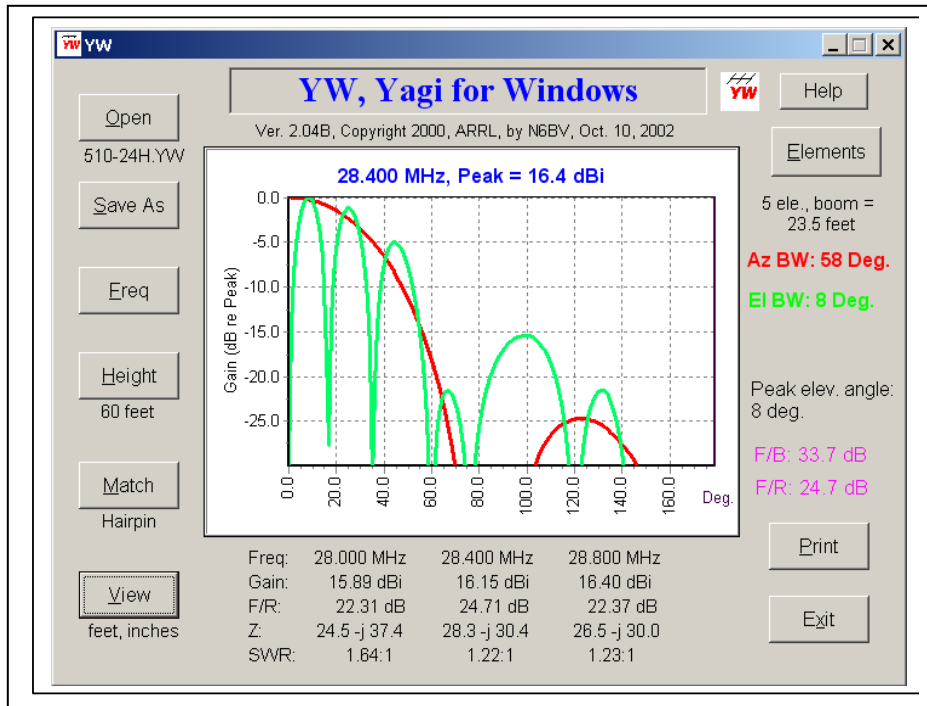 YW YW
YW, Yagi for Windows
YW
Help
Open
510-24H.YW
Ver. 2.04B, Copyright 2000, ARRL, by N6BV, Oct. 10, 2002
Elements
Save As
5 ele., boom =
23.5 feet
Az BW: 58 Deg.
El BW: 8 Deg.
Freq
Height
60 feet
Match
Hairpin
View
feet, inches
28.400 MHz, Peak = 16.4 dBi
Gain (dB re Peak)
0.0
-5.0
-10.0
-15.0
-20.0
-25.0
0.0 20.0 40.0 60.0 80.0 100.0 120.0 140.0 160.0 Deg.
Peak elev. angle:
8 deg.
F/B: 33.7 dB
F/R: 24.7 dB
Print
Exit
Freq: 28.000 MHz 28.400 MHz 28.800 MHz
Gain: 15.89 dBi 16.15 dBi 16.40 dBi
F/R: 22.31 dB 24.71 dB 22.37 dB
Z: 24.5 -j 37.4 28.3 -j 30.4 26.5 -j 30.0
SWR: 1.64:1 1.22:1 1.23:1